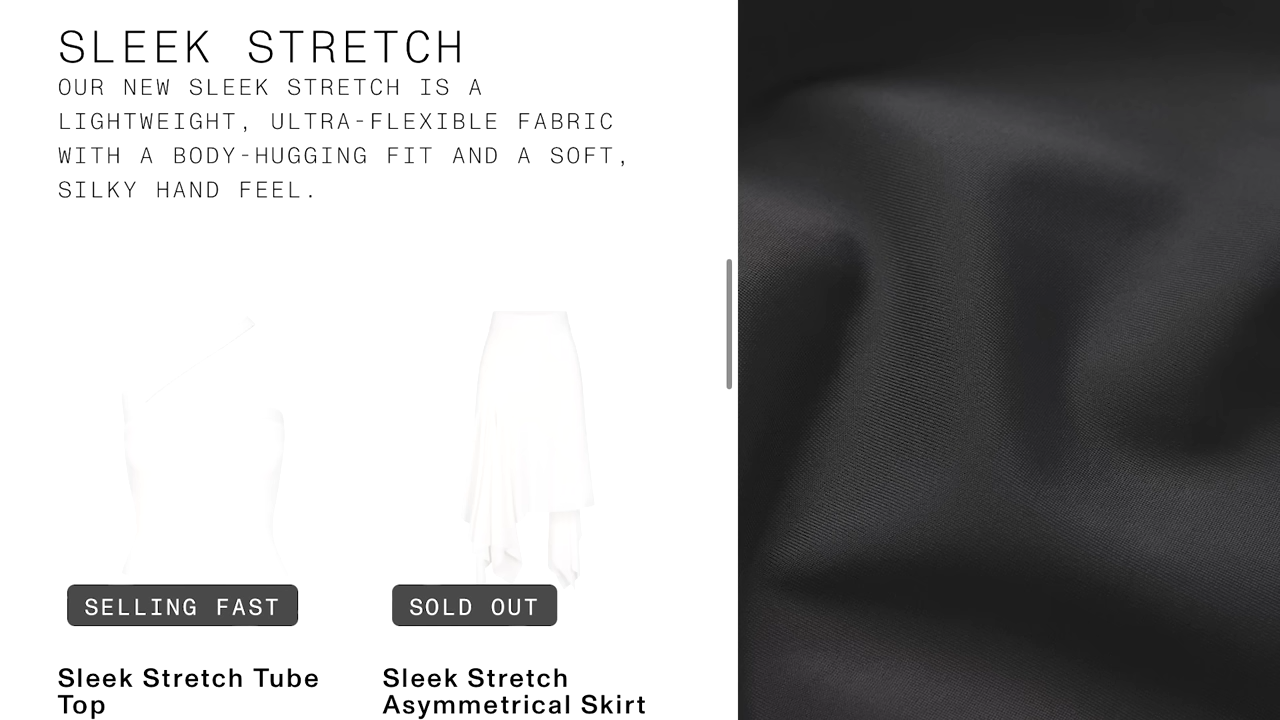 SLEEK STRETCH
OUR NEW SLEEK STRETCH IS A
LIGHTWEIGHT, ULTRA-FLEXIBLE FABRIC
WITH A BODY-HUGGING FIT AND A SOFT,
SILKY HAND FEEL.
SELLING FAST
SOLD OUT
Sleek Stretch Tube
Top
Sleek Stretch
Asymmetrical Skirt